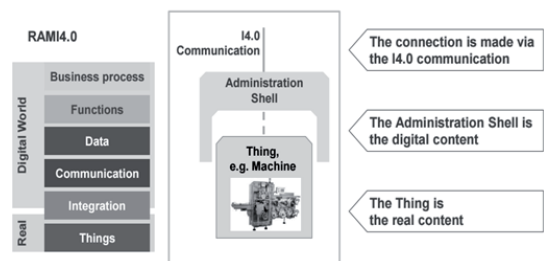 RAMI4.0
Digital World
Business process
Functions
Data
Communication
Integration
Real
Things
I4.0
Communication
Administration
Shell
Thing,
e.g. Machine
The connection is made via
the I4.0 communication
The Administration Shell is
the digital content
The Thing is
the real content